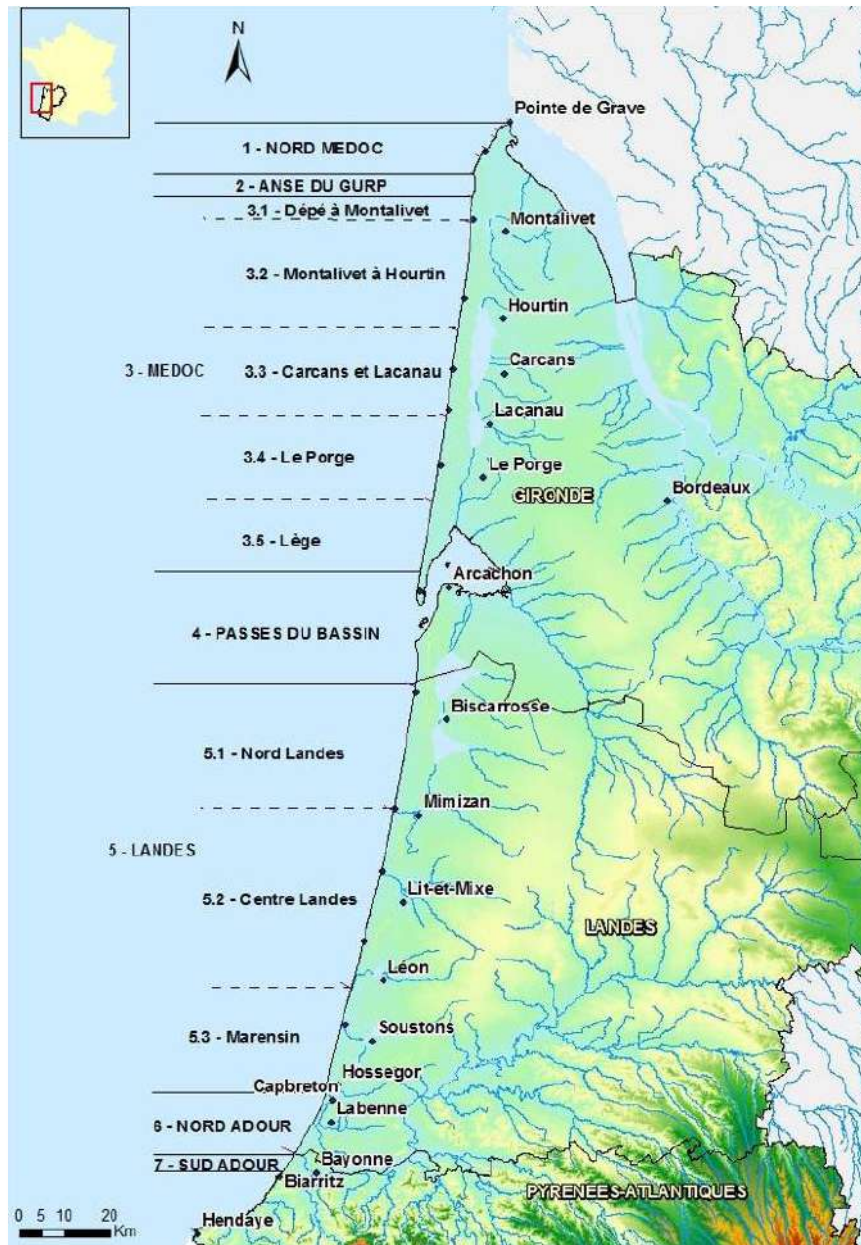 N
Pointe de Grave
1 - NORD MEDOC
2 - ANSE DU GURP
3.1 - Dépé à Montalivet
Montalivet
3.2 - Montalivet à Hourtin
Hourtin
3 - MEDOC
3.3 - Carcans et Lacanau
Carcans
Lacanau
3.4 - Le Porge
Le Porge
GIRONDE
Bordeaux
3.5 - Lège
Arcachon
4 - PASSES DU BASSIN
Biscarrosse
5.1 - Nord Landes
Mimizan
5 - LANDES
5.2 - Centre Landes
Lit-et-Mixe
LANDES
Léon
5.3 - Marensin
Soustons
Hossegor
Capbreton
Labenne
6 - NORD ADOUR
Bayonne
7 - SUD ADOUR
Biarritz
PYRENEES-ATLANTIQUES
Hendaye
0 5 10 20
Km